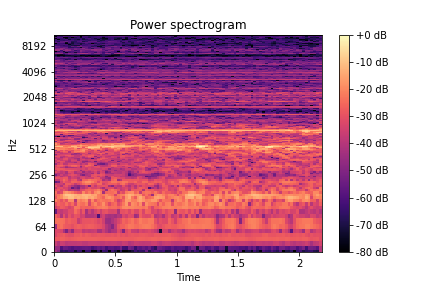 Power spectrogram
+0 dB
8192
-10 dB
4096
-20 dB
2048
-30 dB
1024
-40 dB
Hz
512
-50 dB
256
-60 dB
128
-70 dB
64
0
-80 dB
0 0.5 1 1.5 2
Time